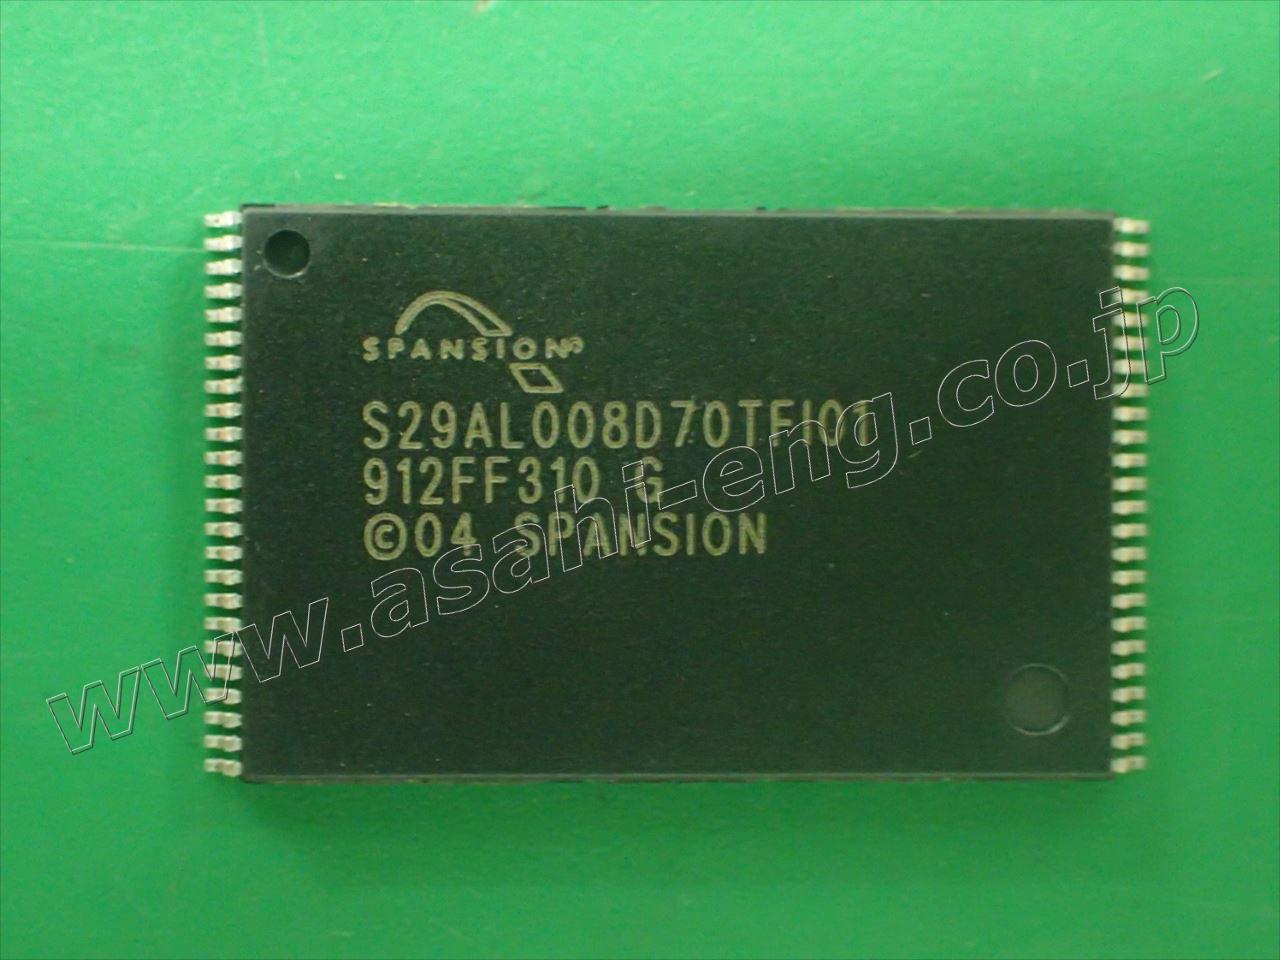 SPANSION
S29AL008D70TFI01
912FF310 G
©04 SPANSION
www.asahi-eng.co.jp